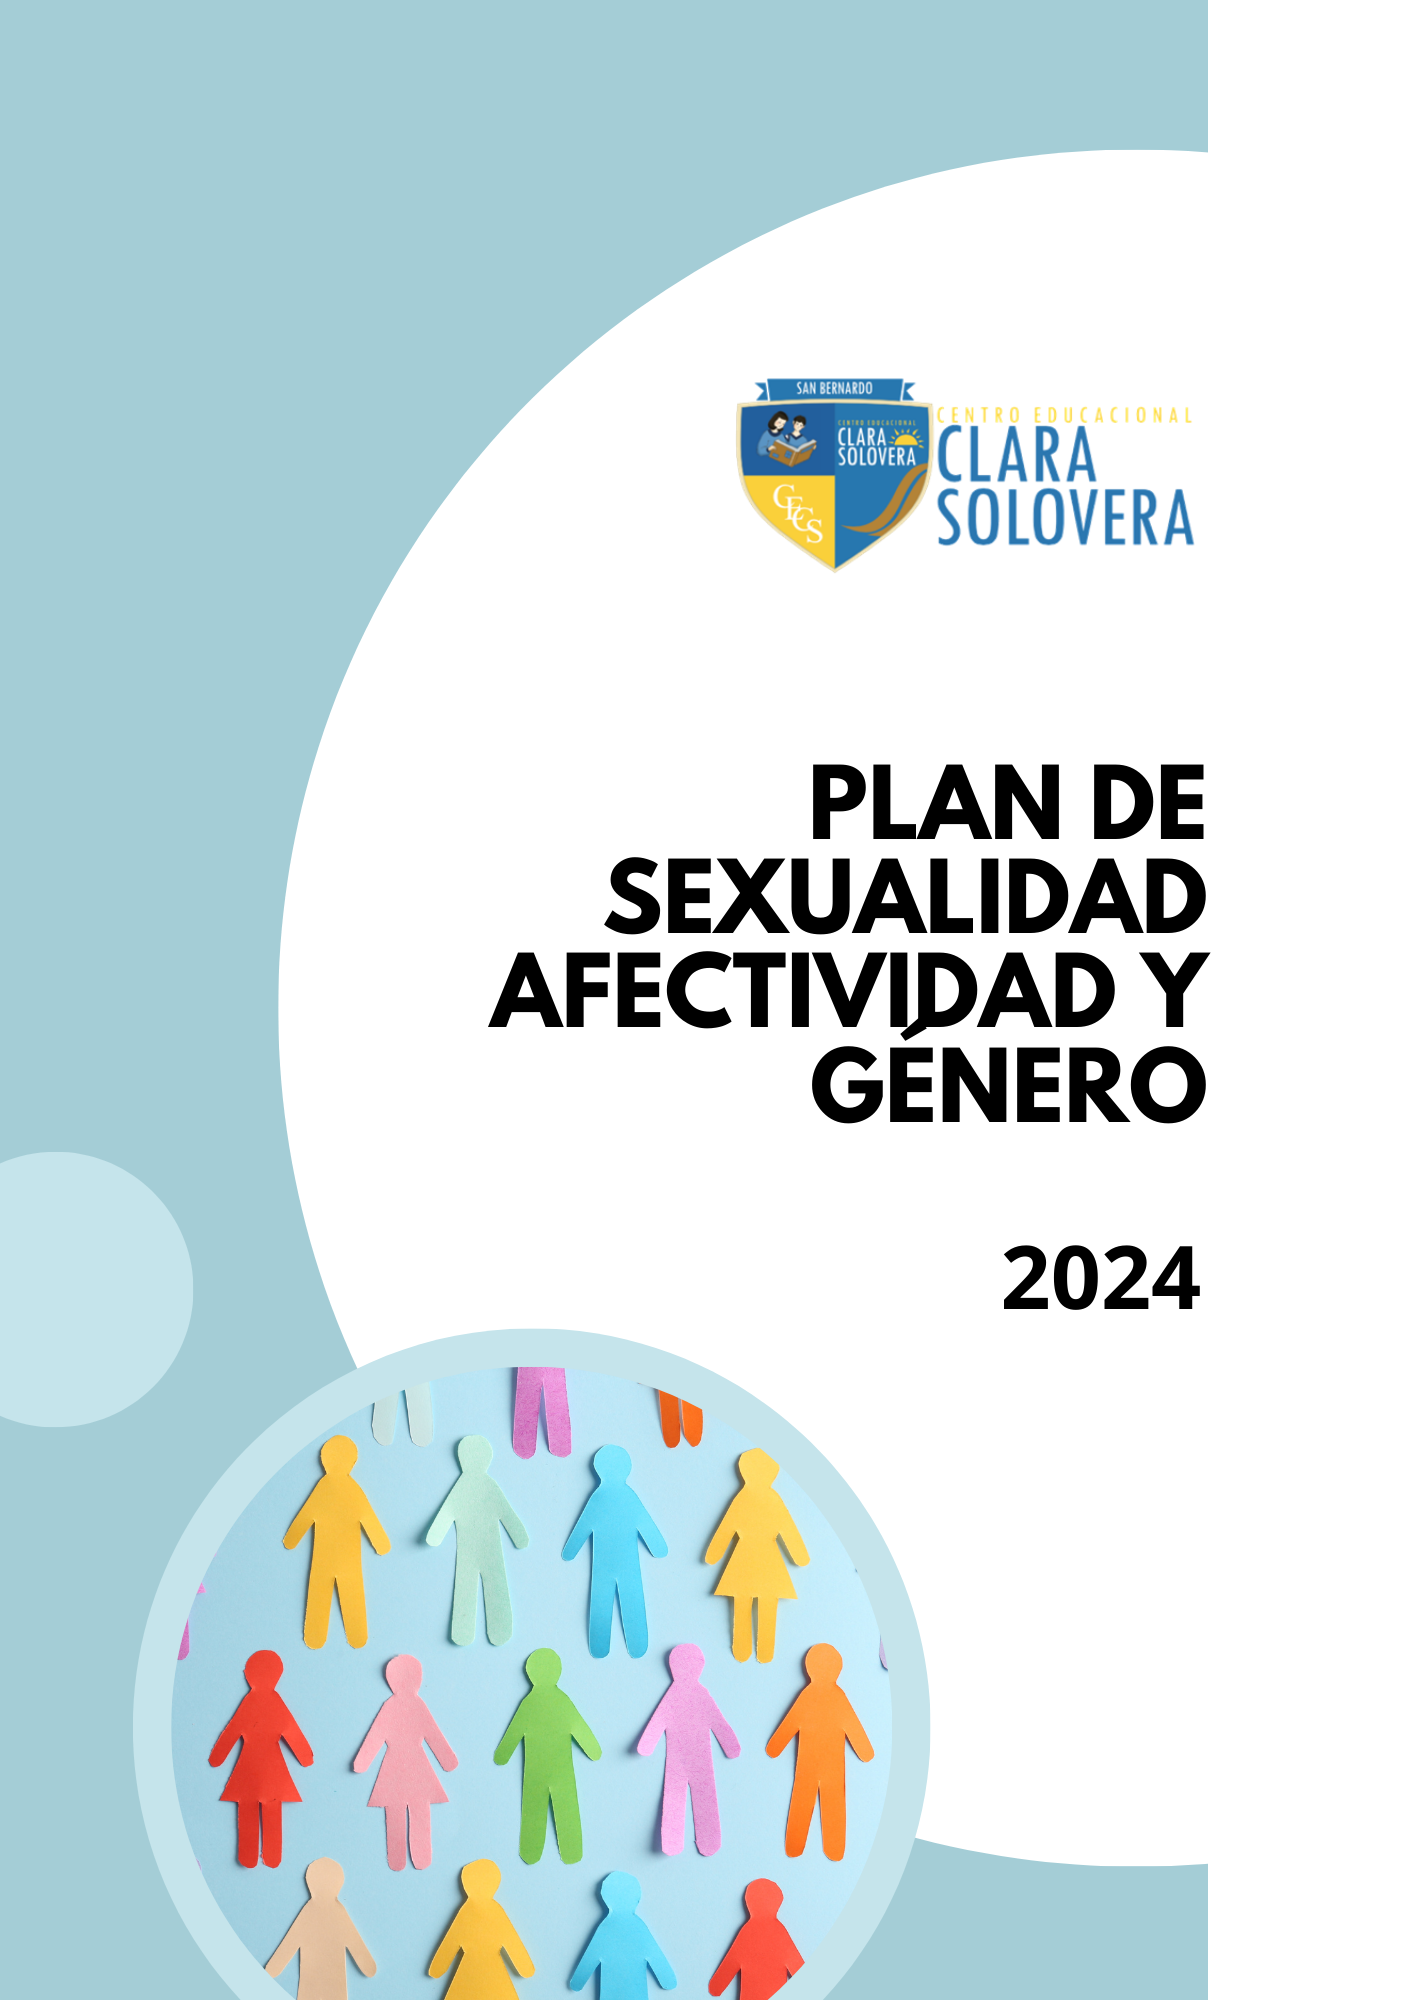 SAN BERNARDO
CENTRO EDUCACIONAL
CLARA
SOLOVERA
CECS
CENTRO EDUCACIONAL
CLARA
SOLOVERA
PLAN DE
SEXUALIDAD
AFECTIVIDAD Y
GÉNERO
2024